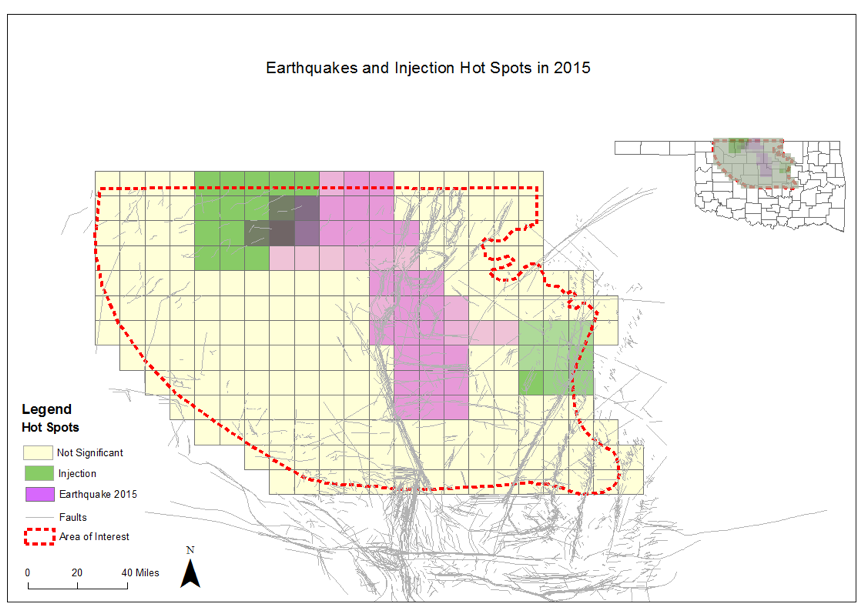 Earthquakes and Injection Hot Spots in 2015
Legend
Hot Spots
Not Significant
Injection
Earthquake 2015
Faults
Area of Interest
N
0 20 40 Miles